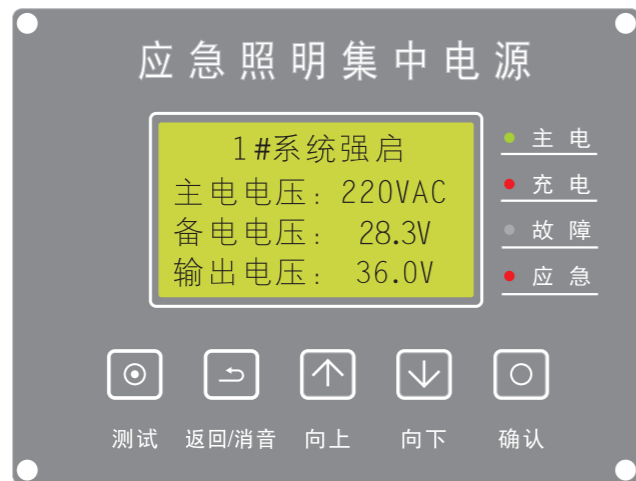 应急照明集中电源
1#系统强启
主电电压: 220VAC
备电电压: 28.3V
输出电压: 36.0V
主电
充电
故障
应急
测试 返回/消音 向上 向下 确认